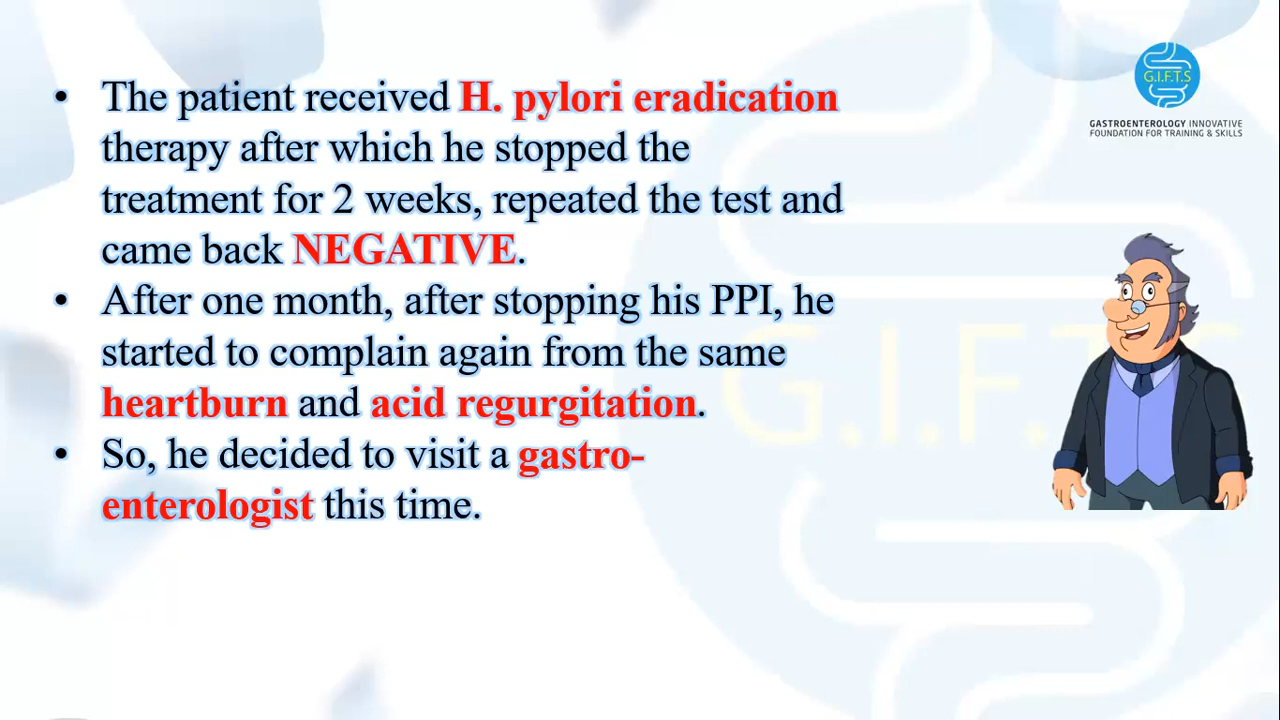 • The patient received H. pylori eradication
therapy after which he stopped the
treatment for 2 weeks, repeated the test and
came back NEGATIVE.
• After one month, after stopping his PPI, he
started to complain again from the same
heartburn and acid regurgitation.
• So, he decided to visit a gastro-
enterologist this time.
G.I.F.T.S
GASTROENTEROLOGY INNOVATIVE
FOUNDATION FOR TRAINING & SKILLS
G.I.F.T.S